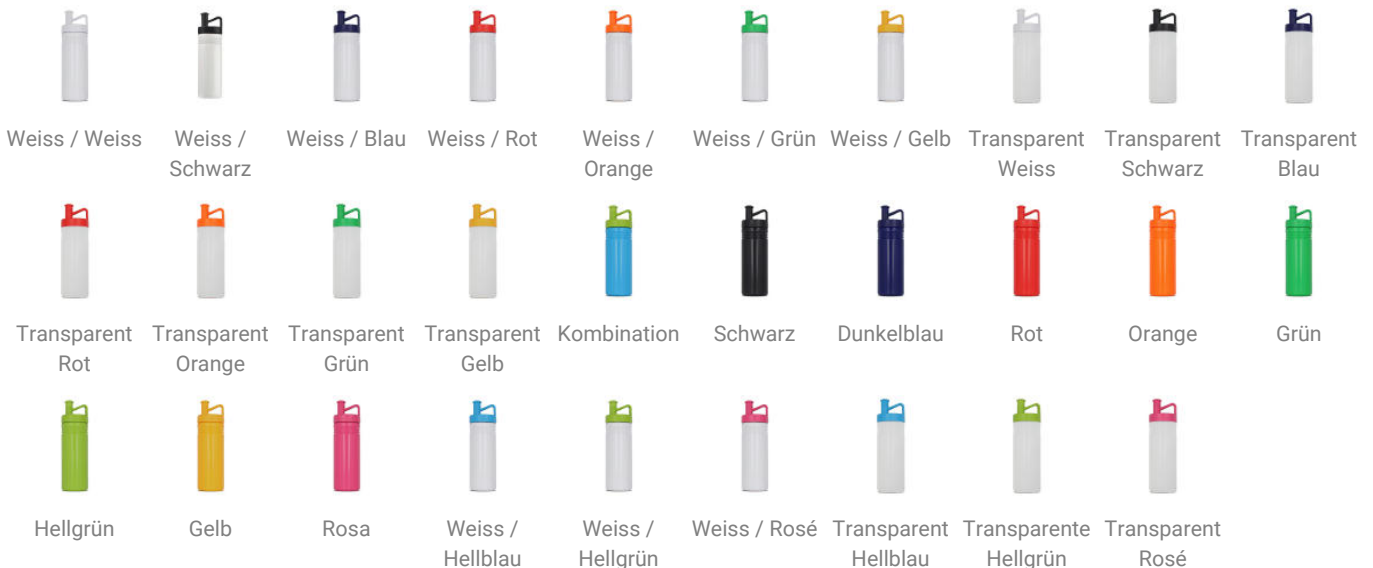 Weiss / Weiss
Weiss /
Schwarz
Weiss / Blau
Weiss / Rot
Weiss /
Orange
Weiss / Grün
Weiss / Gelb
Transparent
Weiss
Transparent
Schwarz
Transparent
Blau
Transparent
Rot
Transparent
Orange
Transparent
Grün
Transparent
Gelb
Kombination
Schwarz
Dunkelblau
Rot
Orange
Grün
Hellgrün
Gelb
Rosa
Weiss /
Hellblau
Weiss /
Hellgrün
Weiss / Rosé
Transparent
Hellblau
Transparente
Hellgrün
Transparent
Rosé